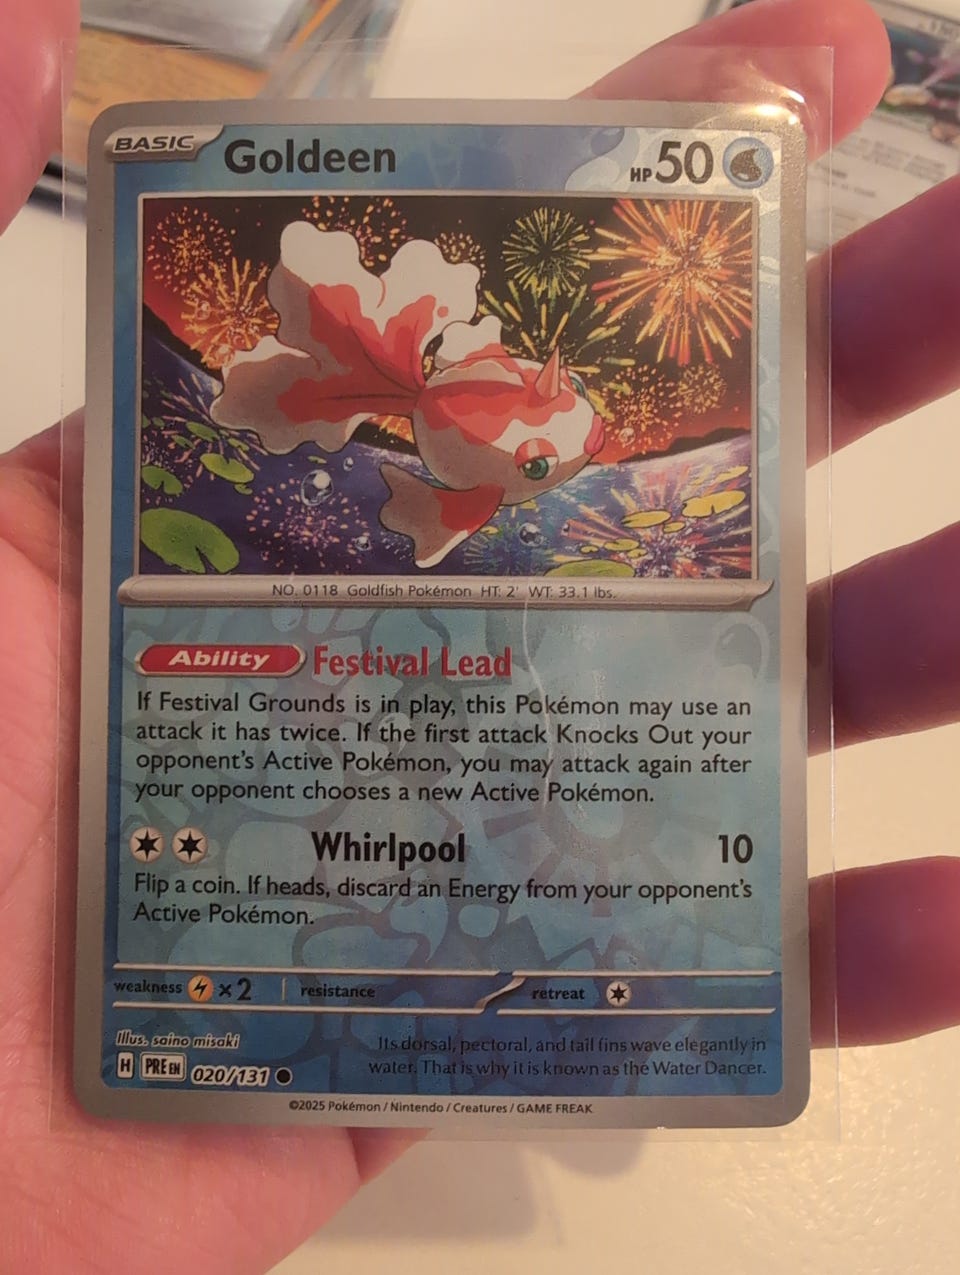 BASIC
Goldeen
HP 50
NO. 0118 Goldfish Pokémon HT: 2' WT: 33.1 lbs.
Ability Festival Lead
If Festival Grounds is in play, this Pokémon may use an
attack it has twice. If the first attack Knocks Out your
opponent's Active Pokémon, you may attack again after
your opponent chooses a new Active Pokémon.
Whirlpool 10
Flip a coin. If heads, discard an Energy from your opponent's
Active Pokémon.
weakness ×2 resistance retreat
Illus. saino misaki
Its dorsal, pectoral, and tail fins wave elegantly in
water. That is why it is known as the Water Dancer.
H PRE EN 020/131
©2025 Pokémon / Nintendo / Creatures / GAME FREAK